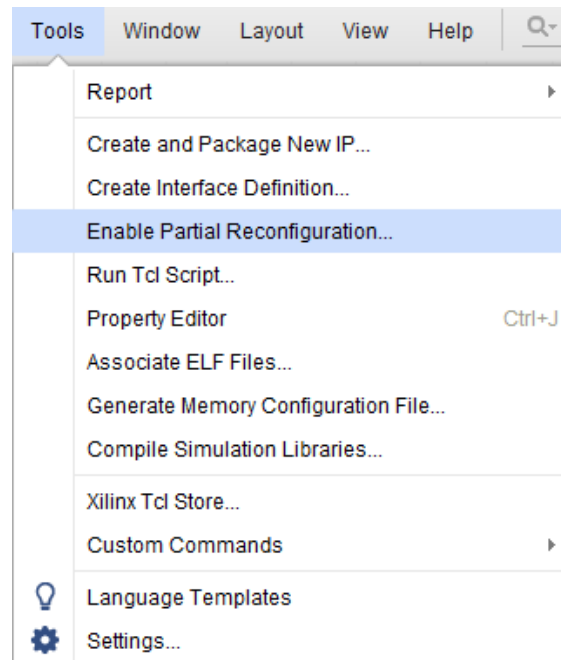 Tools Window Layout View Help
Report
Create and Package New IP...
Create Interface Definition...
Enable Partial Reconfiguration...
Run Tcl Script...
Property Editor Ctrl+J
Associate ELF Files...
Generate Memory Configuration File...
Compile Simulation Libraries...
Xilinx Tcl Store...
Custom Commands
Language Templates
Settings...